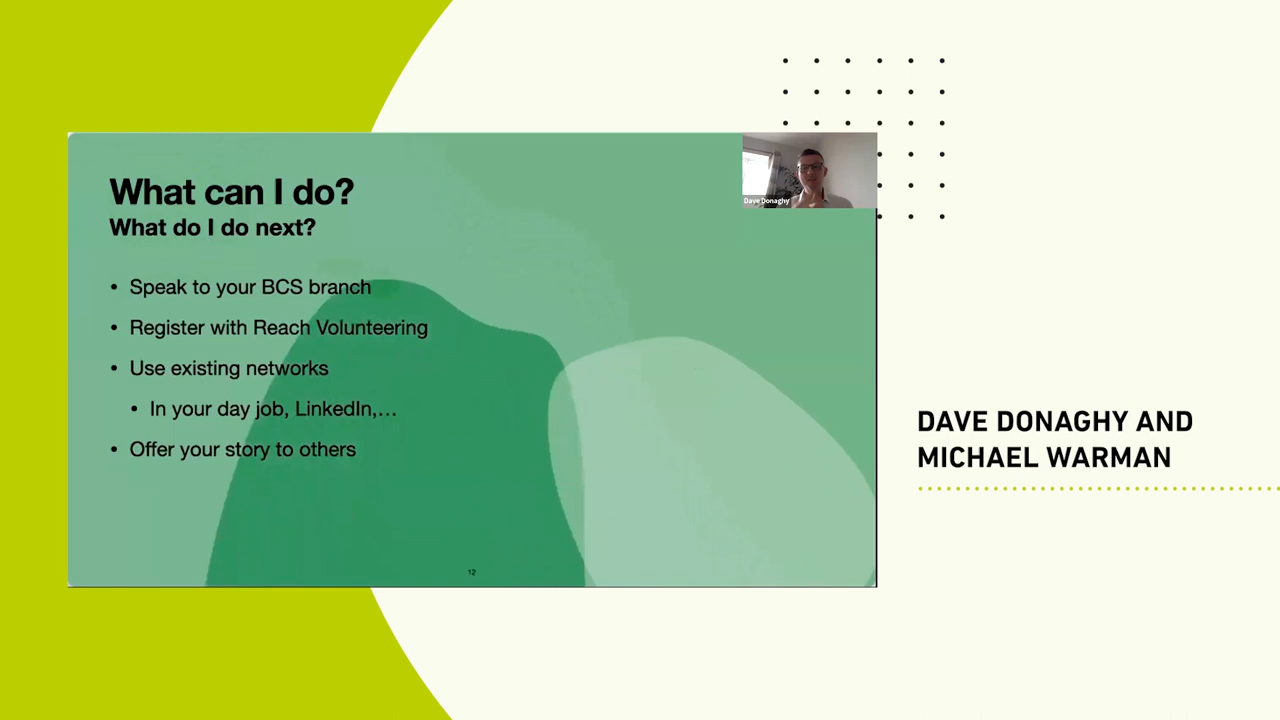 What can I do?
What do I do next?
• Speak to your BCS branch
• Register with Reach Volunteering
• Use existing networks
• In your day job, LinkedIn,…
• Offer your story to others
12
Dave Donaghy
DAVE DONAGHY AND
MICHAEL WARMAN